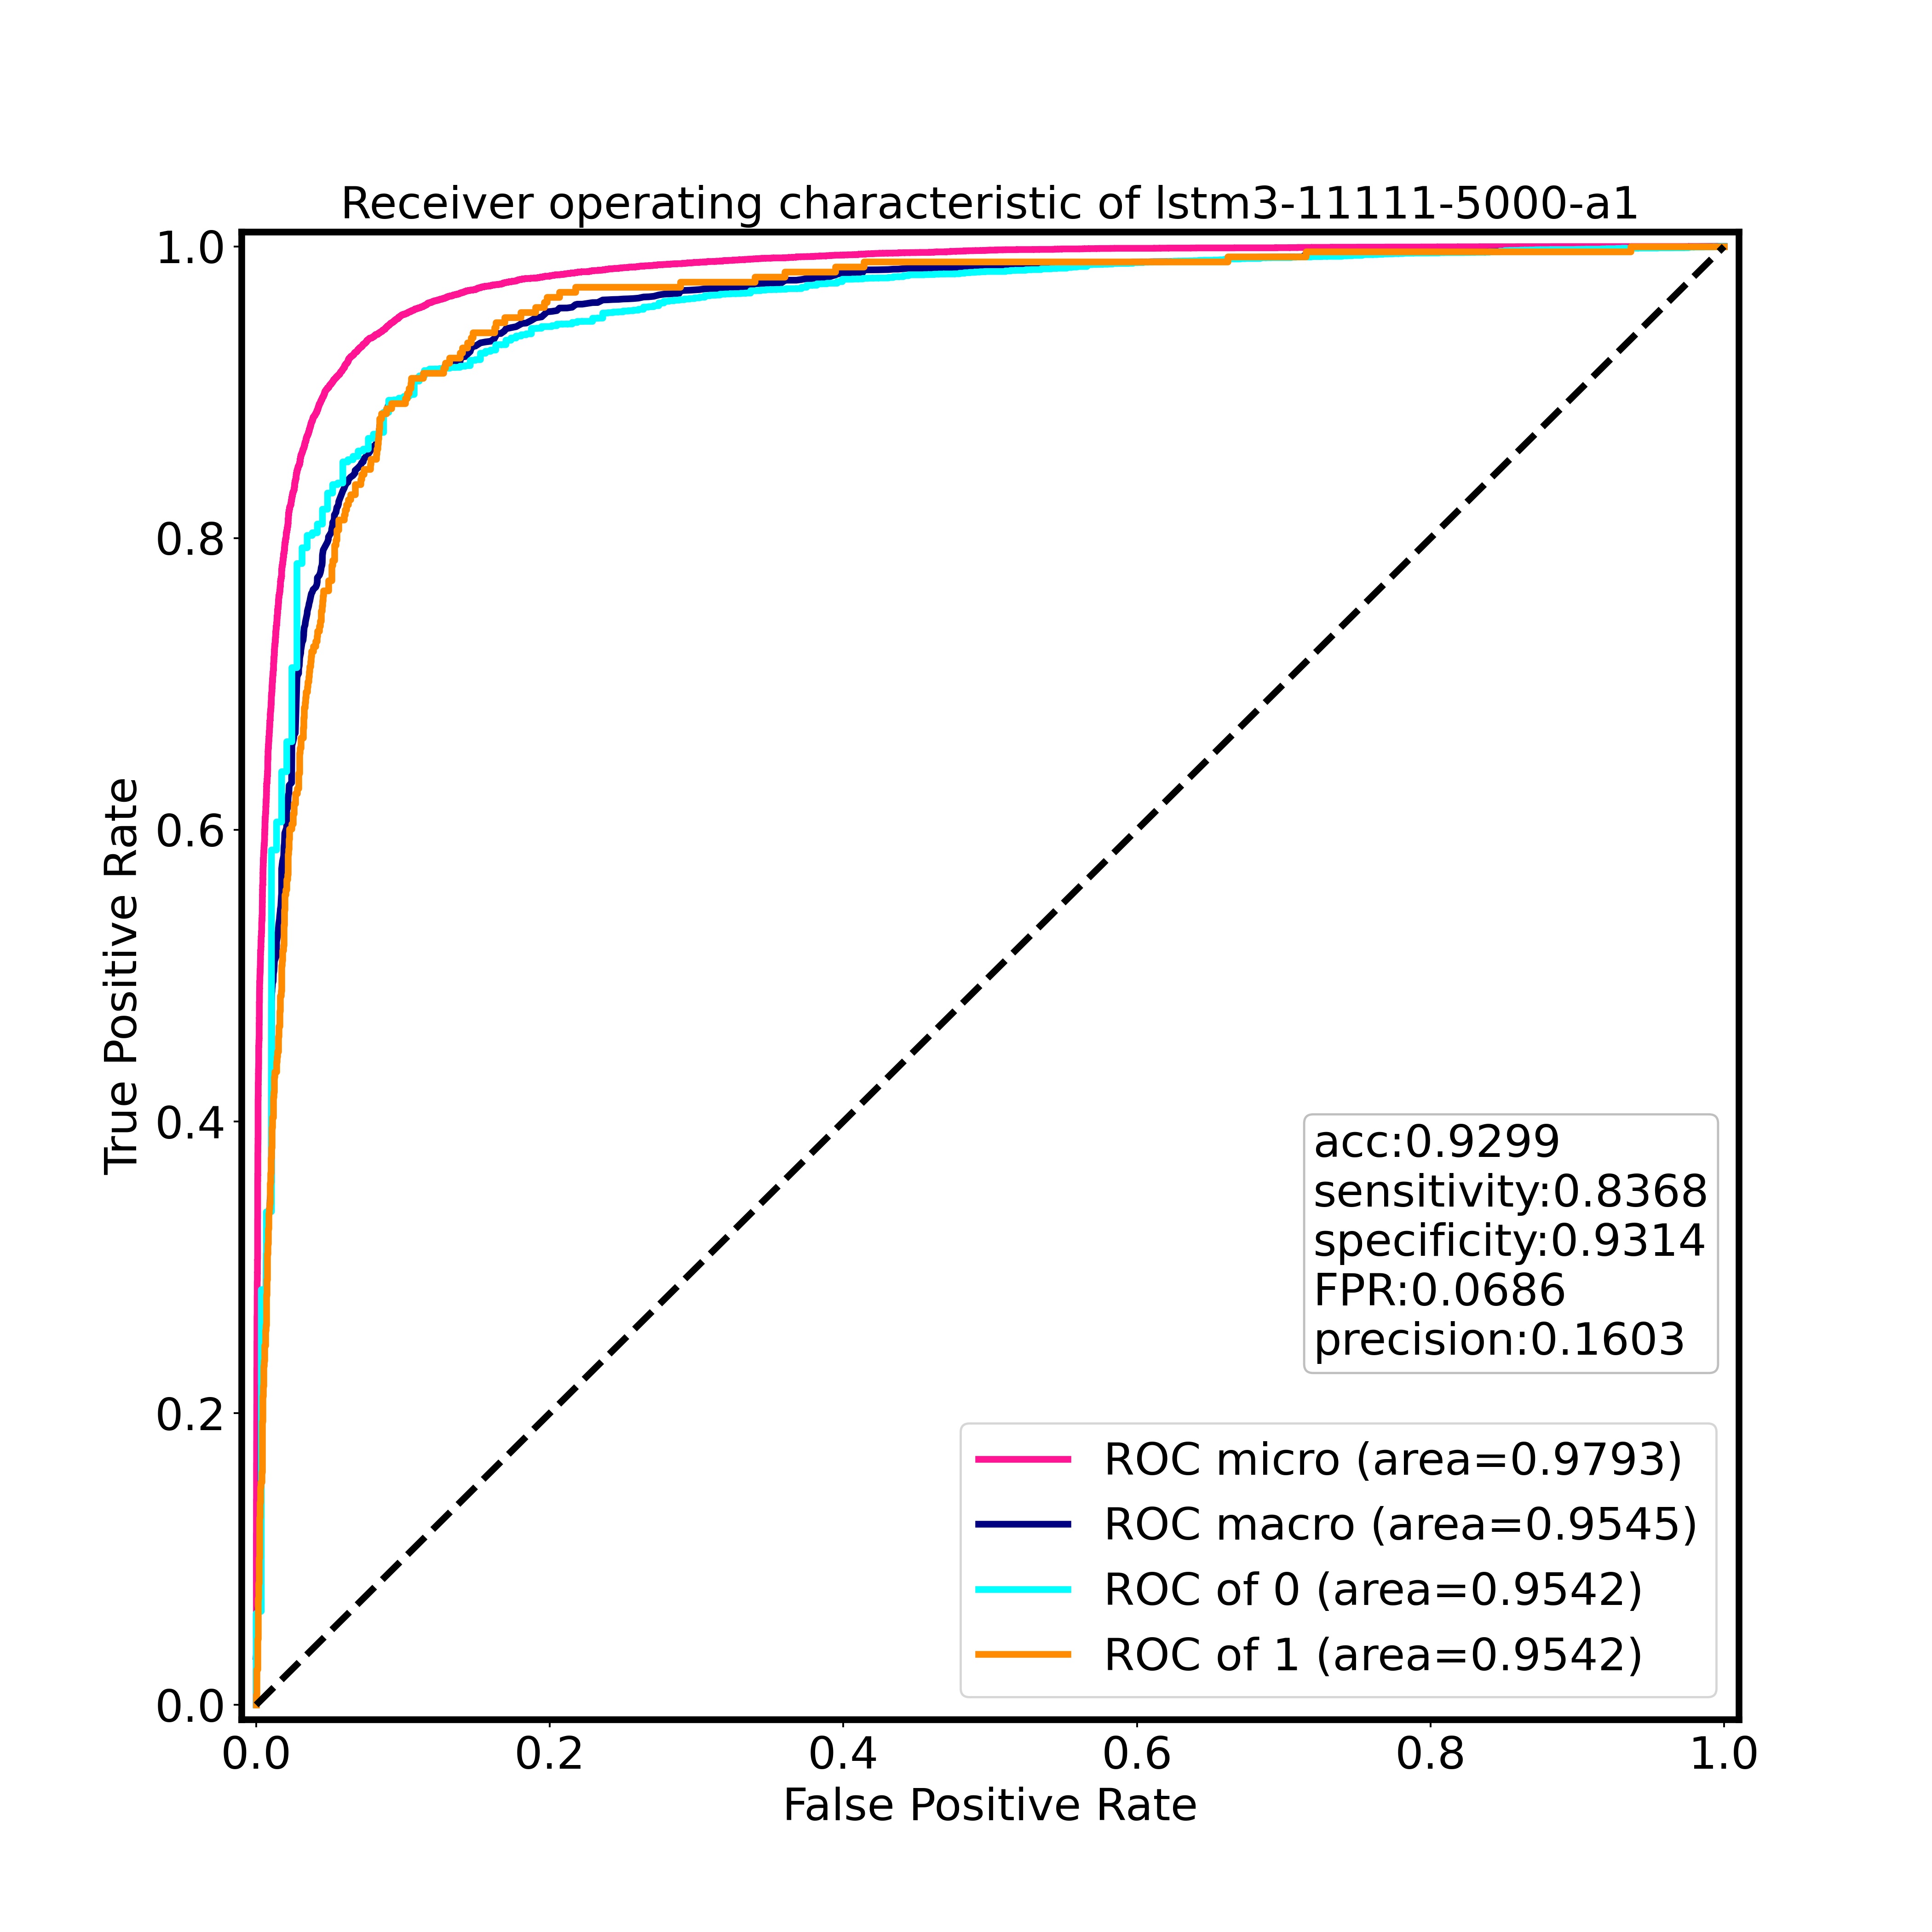 Receiver operating characteristic of lstm3-11111-5000-a1
1.0
0.8
0.6
0.4
0.2
0.0
True Positive Rate
acc:0.9299
sensitivity:0.8368
specificity:0.9314
FPR:0.0686
precision:0.1603
ROC micro (area=0.9793)
ROC macro (area=0.9545)
ROC of 0 (area=0.9542)
ROC of 1 (area=0.9542)
0.0 0.2 0.4 0.6 0.8 1.0
False Positive Rate